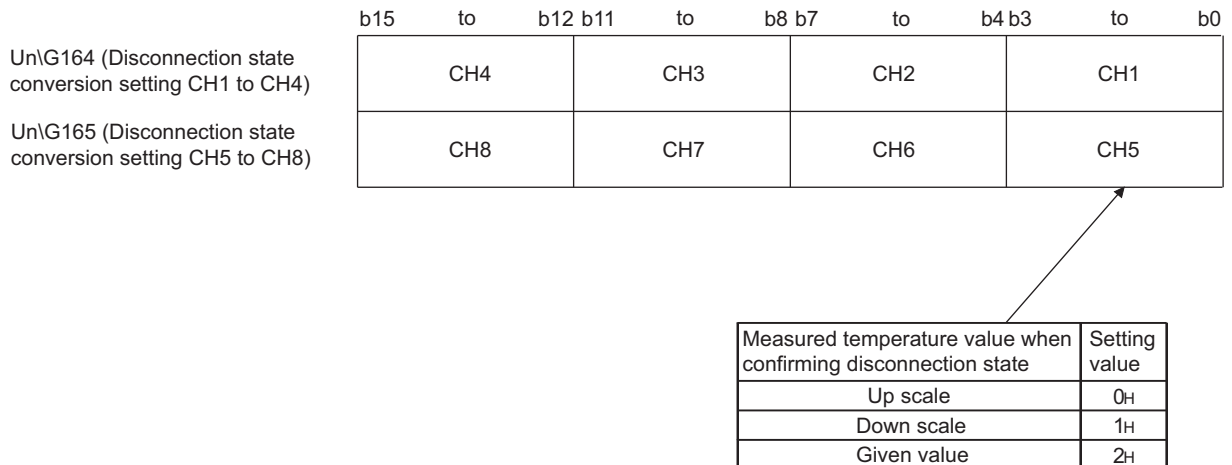 b15 to b12 b11 to b8 b7 to b4 b3 to b0
Un\G164 (Disconnection state
conversion setting CH1 to CH4)
CH4 CH3 CH2 CH1
Un\G165 (Disconnection state
conversion setting CH5 to CH8)
CH8 CH7 CH6 CH5
Measured temperature value when
confirming disconnection state
Setting
value
Up scale 0H
Down scale 1H
Given value 2H